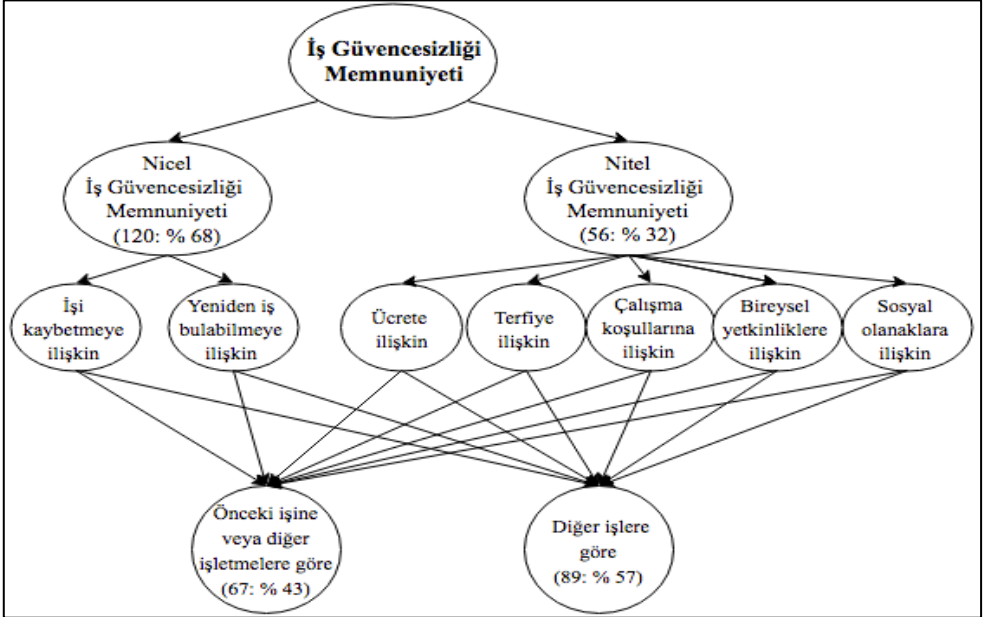 İş Güvencesizliği
Memnuniyeti
Nicel
İş Güvencesizliği
Memnuniyeti
(120: % 68)
Nitel
İş Güvencesizliği
Memnuniyeti
(56: % 32)
İşi
kaybetmeye
ilişkin
Yeniden iş
bulabilmeye
ilişkin
Ücrete
ilişkin
Terfiye
ilişkin
Çalışma
koşullarına
ilişkin
Bireysel
yetkinliklere
ilişkin
Sosyal
olanaklara
ilişkin
Önceki işine
veya diğer
işletmelere göre
(67: % 43)
Diğer işlere
göre
(89: % 57)